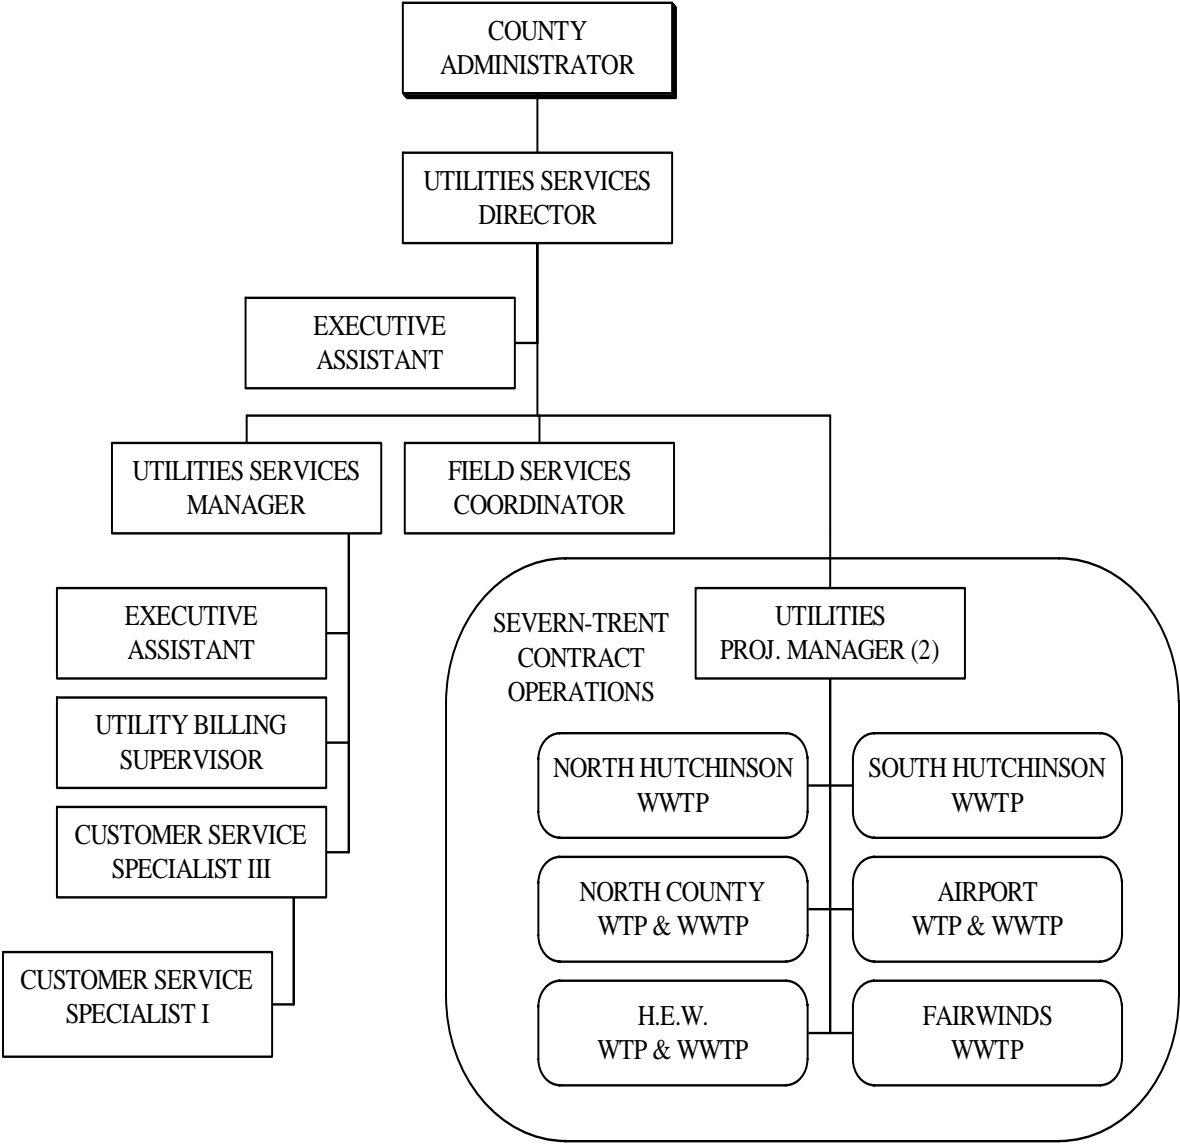 COUNTY
ADMINISTRATOR
UTILITIES SERVICES
DIRECTOR
EXECUTIVE
ASSISTANT
UTILITIES SERVICES
MANAGER
FIELD SERVICES
COORDINATOR
EXECUTIVE
ASSISTANT
UTILITY BILLING
SUPERVISOR
CUSTOMER SERVICE
SPECIALIST III
CUSTOMER SERVICE
SPECIALIST I
SEVERN-TRENT
CONTRACT
OPERATIONS
UTILITIES
PROJ. MANAGER (2)
NORTH HUTCHINSON
WWTP
SOUTH HUTCHINSON
WWTP
NORTH COUNTY
WTP & WWTP
AIRPORT
WTP & WWTP
H.E.W.
WTP & WWTP
FAIRWINDS
WWTP